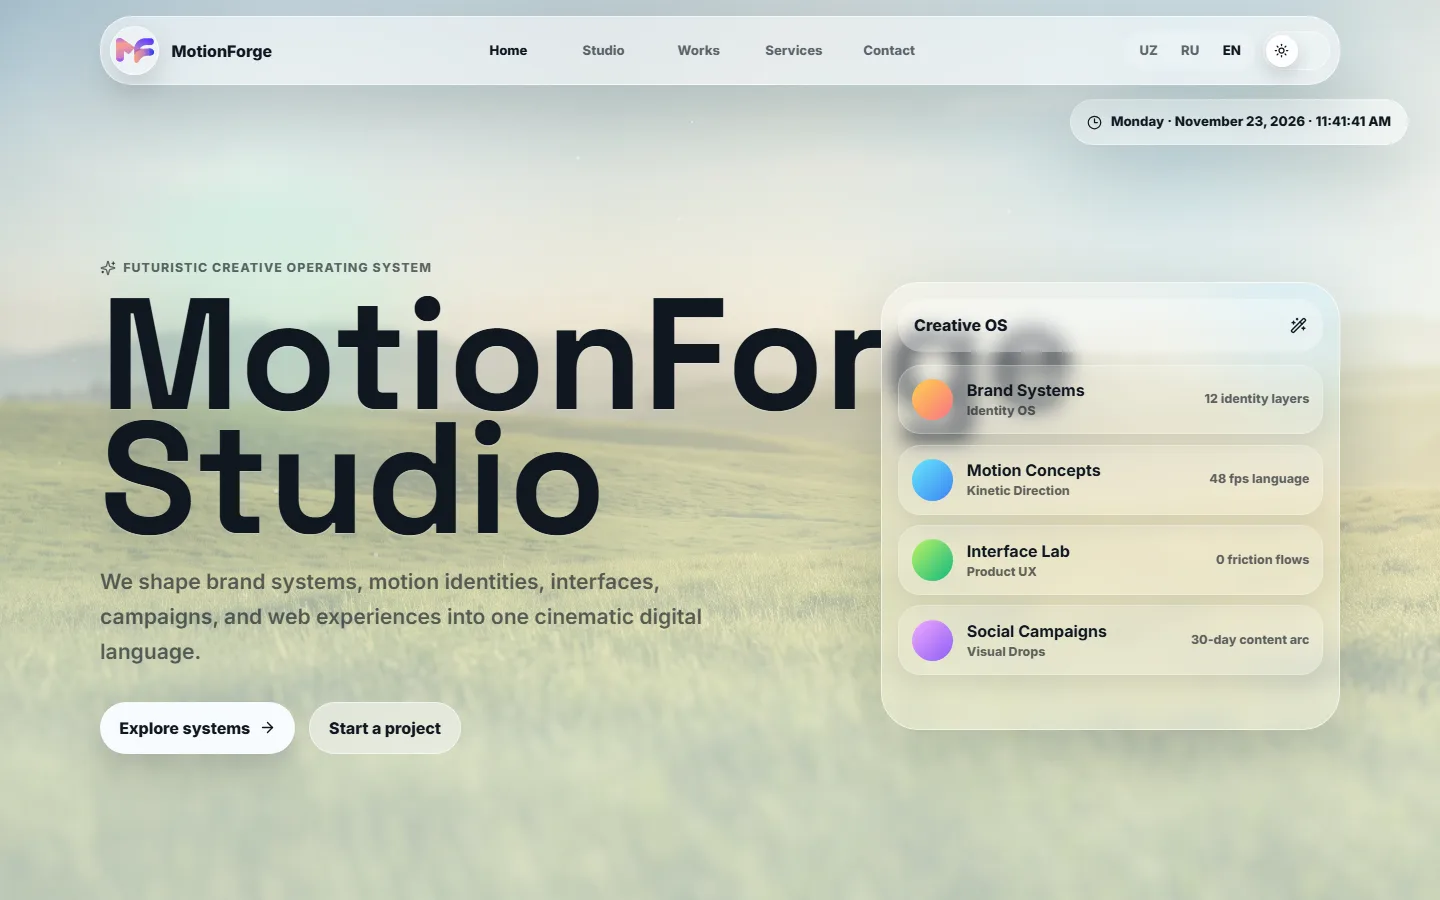 MotionForge
Home
Studio
Works
Services
Contact
UZ
RU
EN
Monday · November 23, 2026 · 11:41:41 AM
FUTURISTIC CREATIVE OPERATING SYSTEM
MotionForge
Studio
We shape brand systems, motion identities, interfaces,
campaigns, and web experiences into one cinematic digital
language.
Explore systems
Start a project
Creative OS
Brand Systems
Identity OS
12 identity layers
Motion Concepts
Kinetic Direction
48 fps language
Interface Lab
Product UX
0 friction flows
Social Campaigns
Visual Drops
30-day content arc